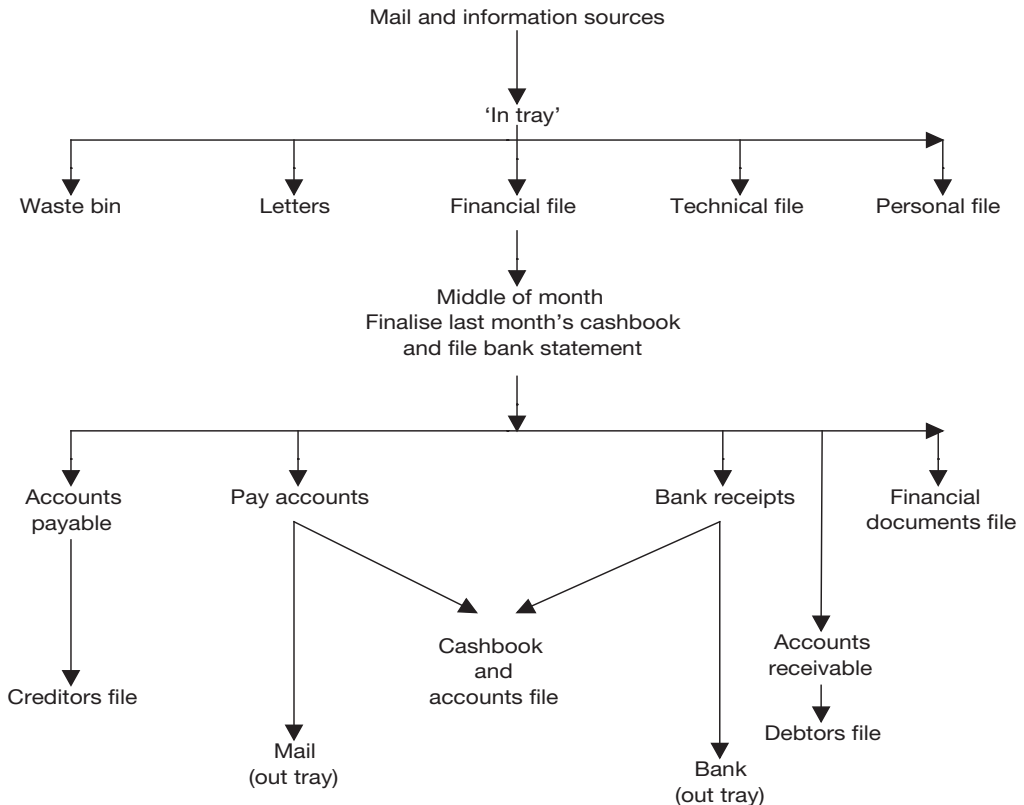 Mail and information sources
‘In tray’
Waste bin
Letters
Financial file
Technical file
Personal file
Middle of month
Finalise last month’s cashbook
and file bank statement
Accounts
payable
Pay accounts
Bank receipts
Financial
documents file
Cashbook
and
accounts file
Accounts
receivable
Creditors file
Debtors file
Mail
(out tray)
Bank
(out tray)